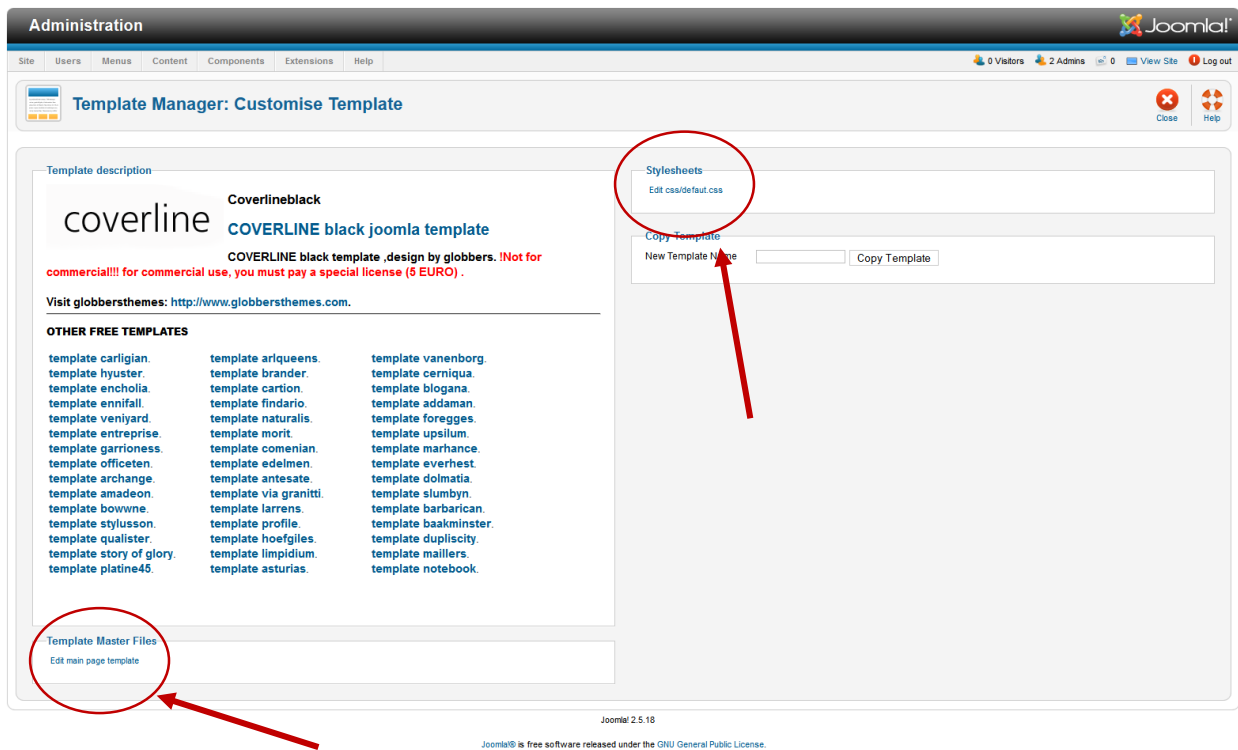 Administration
Joomla!
Site Users Menus Content Components Extensions Help
0 Visitors 2 Admins 0 View Site Log out
Template Manager: Customise Template
Close Help
Template description
coverline
Coverlineblack
COVERLINE black joomla template
COVERLINE black template ,design by globbers. !Not for
commercial!!! for commercial use, you must pay a special license (5 EURO) .
Visit globbersthemes: http://www.globbersthemes.com.
OTHER FREE TEMPLATES
template carligian. template arlqueens. template vanenborg.
template hyuster. template brander. template cerniqua.
template encholia. template cartion. template blogana.
template ennifall. template findario. template addaman.
template veniyard. template naturalis. template foregges.
template entreprise. template morit. template upsilum.
template garrioness. template comenian. template marhance.
template officeten. template edelmen. template everhest.
template archange. template antesate. template dolmatia.
template amadeon. template via granitti. template slumbyn.
template bowwne. template larrens. template barbarican.
template stylusson. template profile. template baakminster.
template qualister. template hoefgiles. template dupliscity.
template story of glory. template limpidium. template maillers.
template platine45. template asturias. template notebook.
Template Master Files
Edit main page template
Stylesheets
Edit css/defaut.css
Copy Template
New Template Name Copy Template
Joomla! 2.5.18
Joomla!® is free software released under the GNU General Public License.